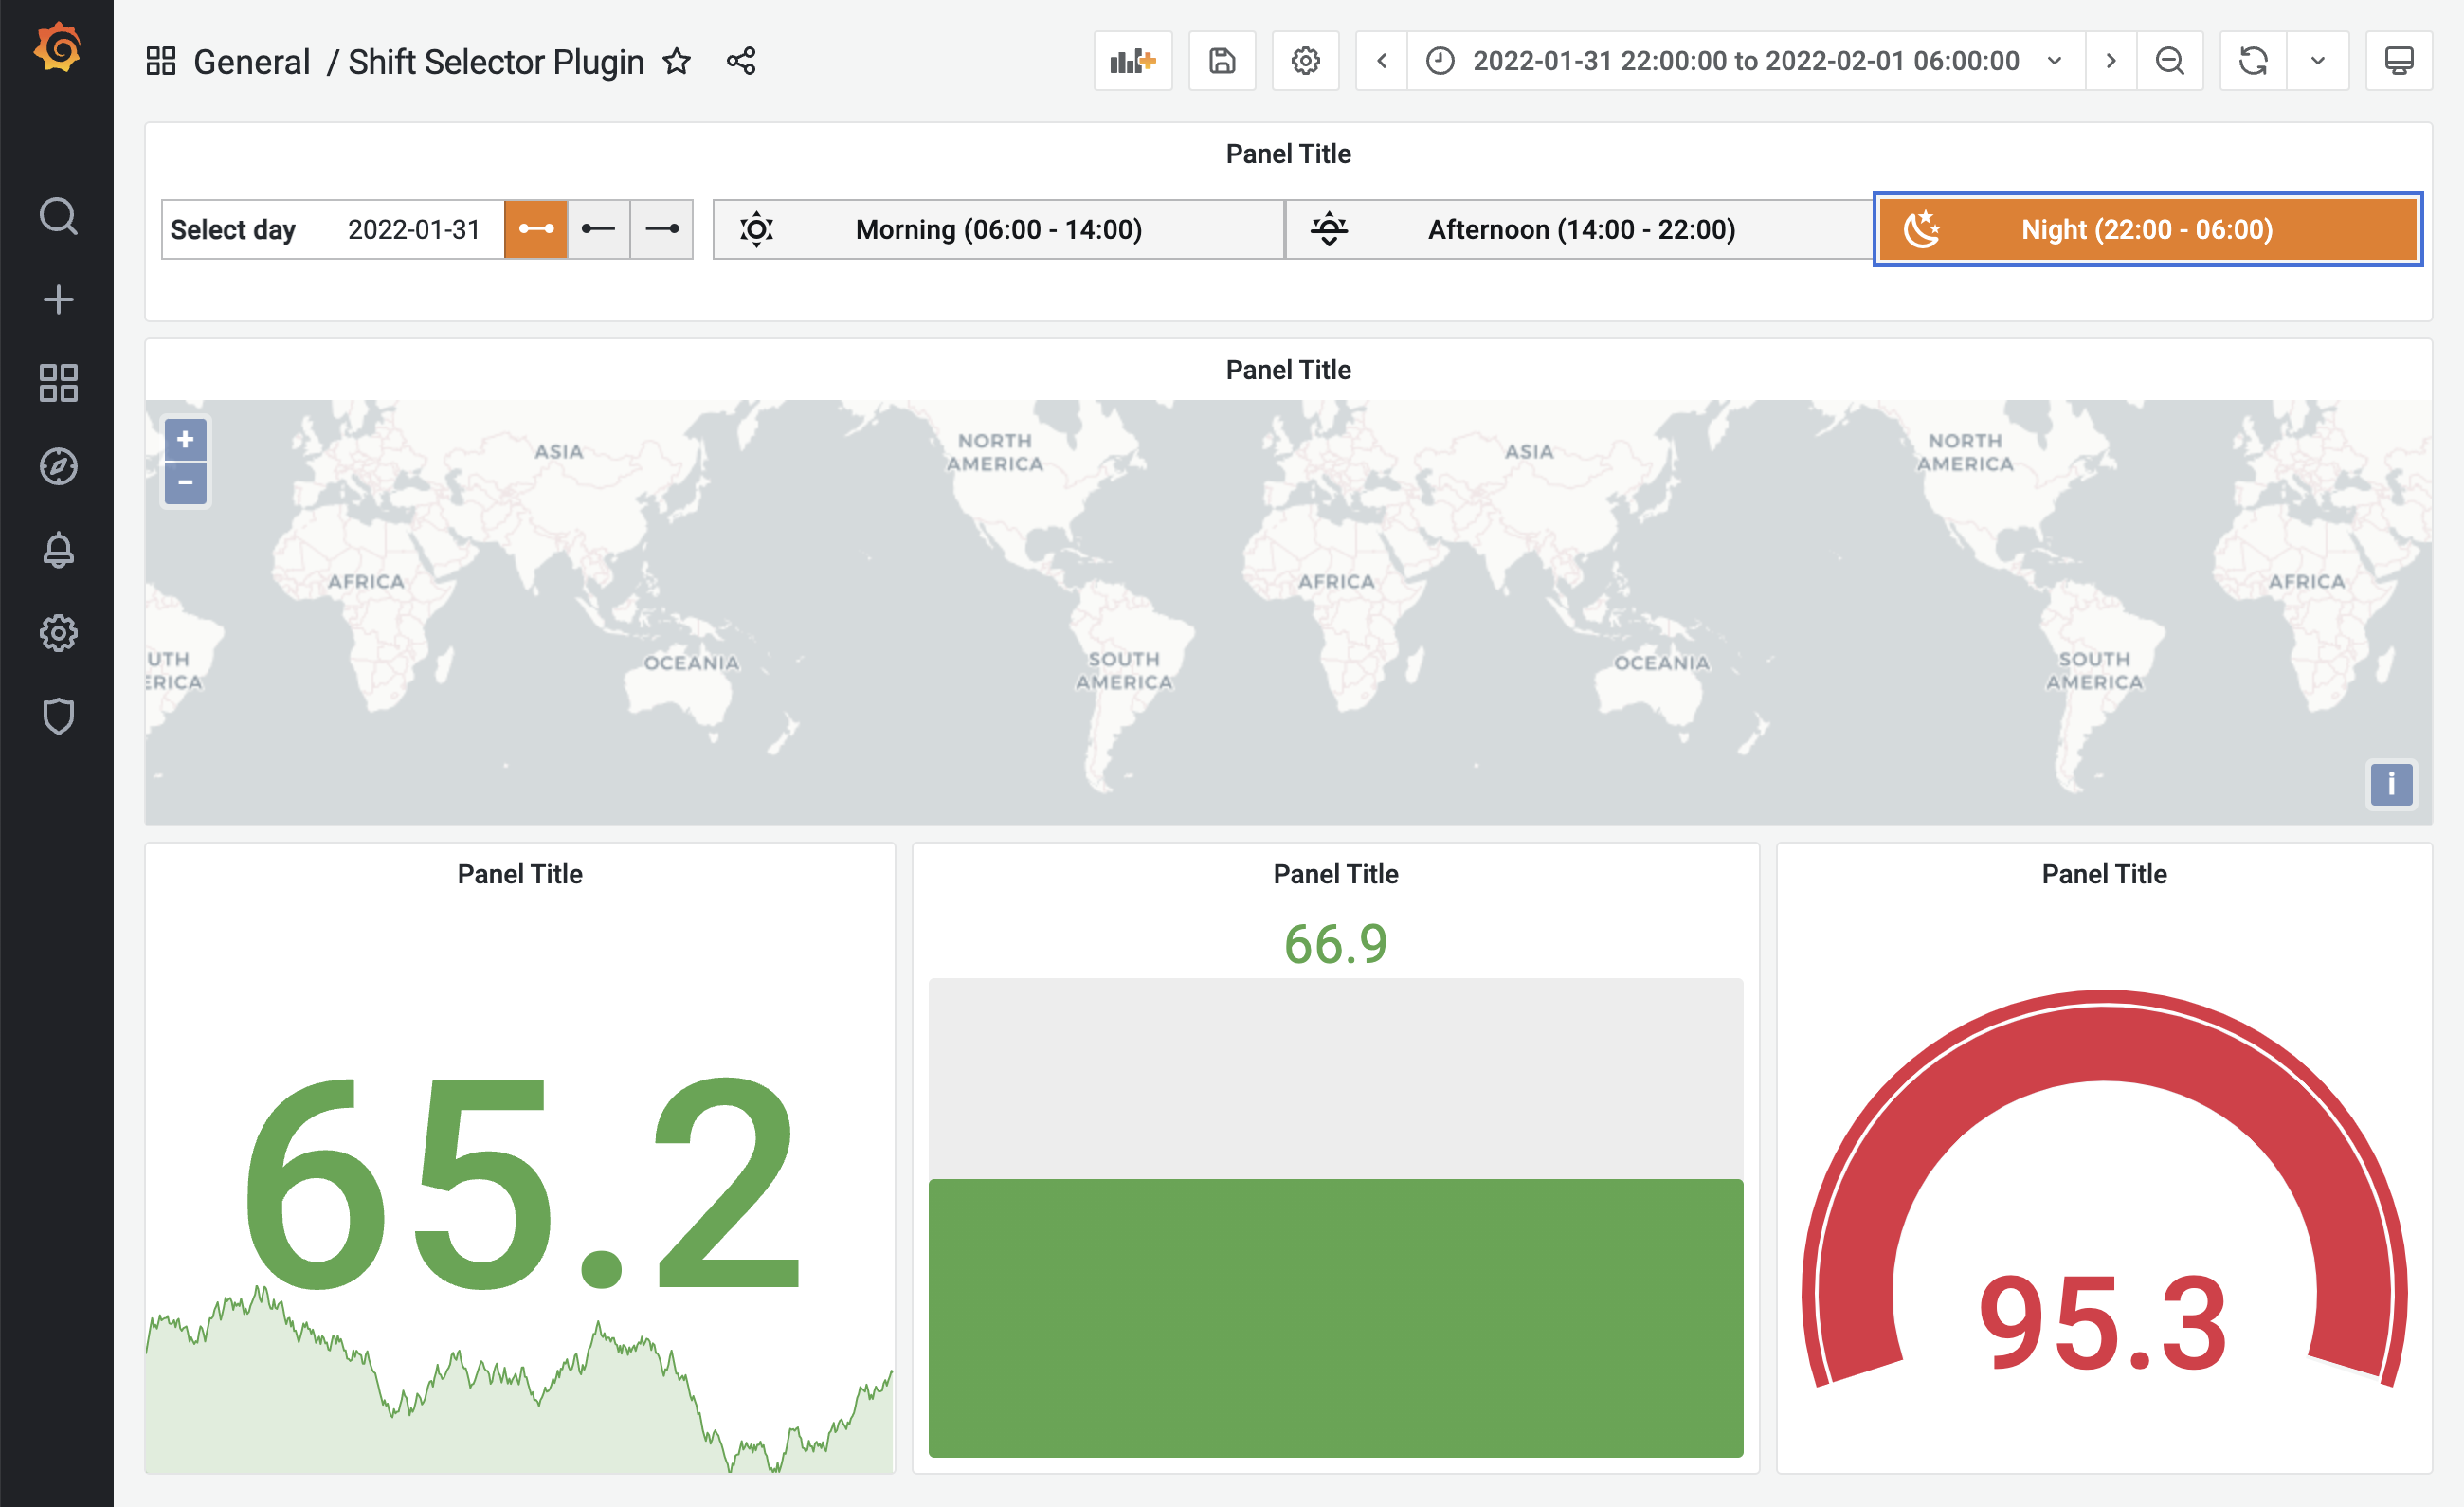 General / Shift Selector Plugin
2022-01-31 22:00:00 to 2022-02-01 06:00:00
Panel Title
Select day 2022-01-31
Morning (06:00 - 14:00)
Afternoon (14:00 - 22:00)
Night (22:00 - 06:00)
Panel Title
+
−
ASIA
NORTH
AMERICA
ASIA
NORTH
AMERICA
AFRICA
AFRICA
AFRICA
UTH
ERICA
OCEANIA
SOUTH
AMERICA
OCEANIA
SOUTH
AMERICA
i
Panel Title
65.2
Panel Title
66.9
Panel Title
95.3